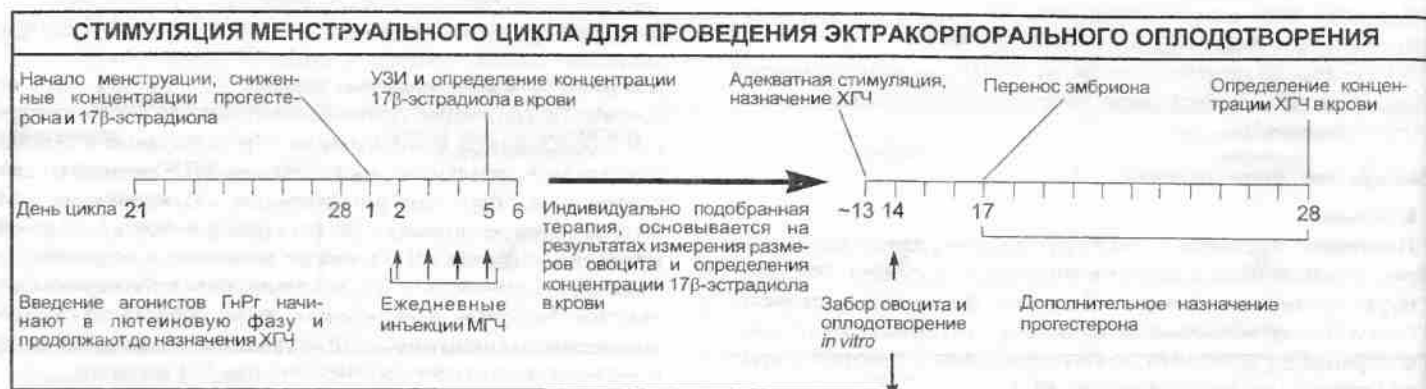 СТИМУЛЯЦИЯ МЕНСТРУАЛЬНОГО ЦИКЛА ДЛЯ ПРОВЕДЕНИЯ ЭКТРАКОРПОРАЛЬНОГО ОПЛОДОТВОРЕНИЯ
Начало менструации, снижен-
ные концентрации прогесте-
рона и 17β-эстрадиола
УЗИ и определение концентрации
17β-эстрадиола в крови
Адекватная стимуляция,
назначение ХГЧ
Перенос эмбриона
Определение концен-
трации ХГЧ в крови
День цикла 21 28 1 2 5 6
~13 14 17 28
Индивидуально подобранная
терапия, основывается на
результатах измерения разме-
ров овоцита и определения
концентрации 17β-эстрадиола
в крови
Введение агонистов ГнРг начи-
нают в лютеиновую фазу и
продолжают до назначения ХГЧ
Ежедневные
инъекции МГЧ
Забор овоцита и
оплодотворение
in vitro
Дополнительное назначение
прогестерона